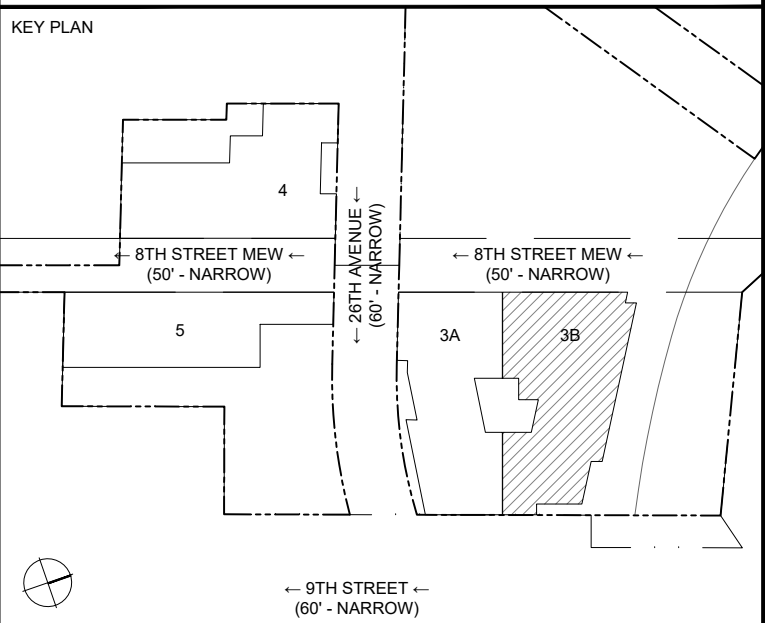 KEY PLAN
4
← 8TH STREET MEW ←
(50' - NARROW)
← 26TH AVENUE ←
(60' - NARROW)
← 8TH STREET MEW ←
(50' - NARROW)
5
3A
3B
← 9TH STREET ←
(60' - NARROW)